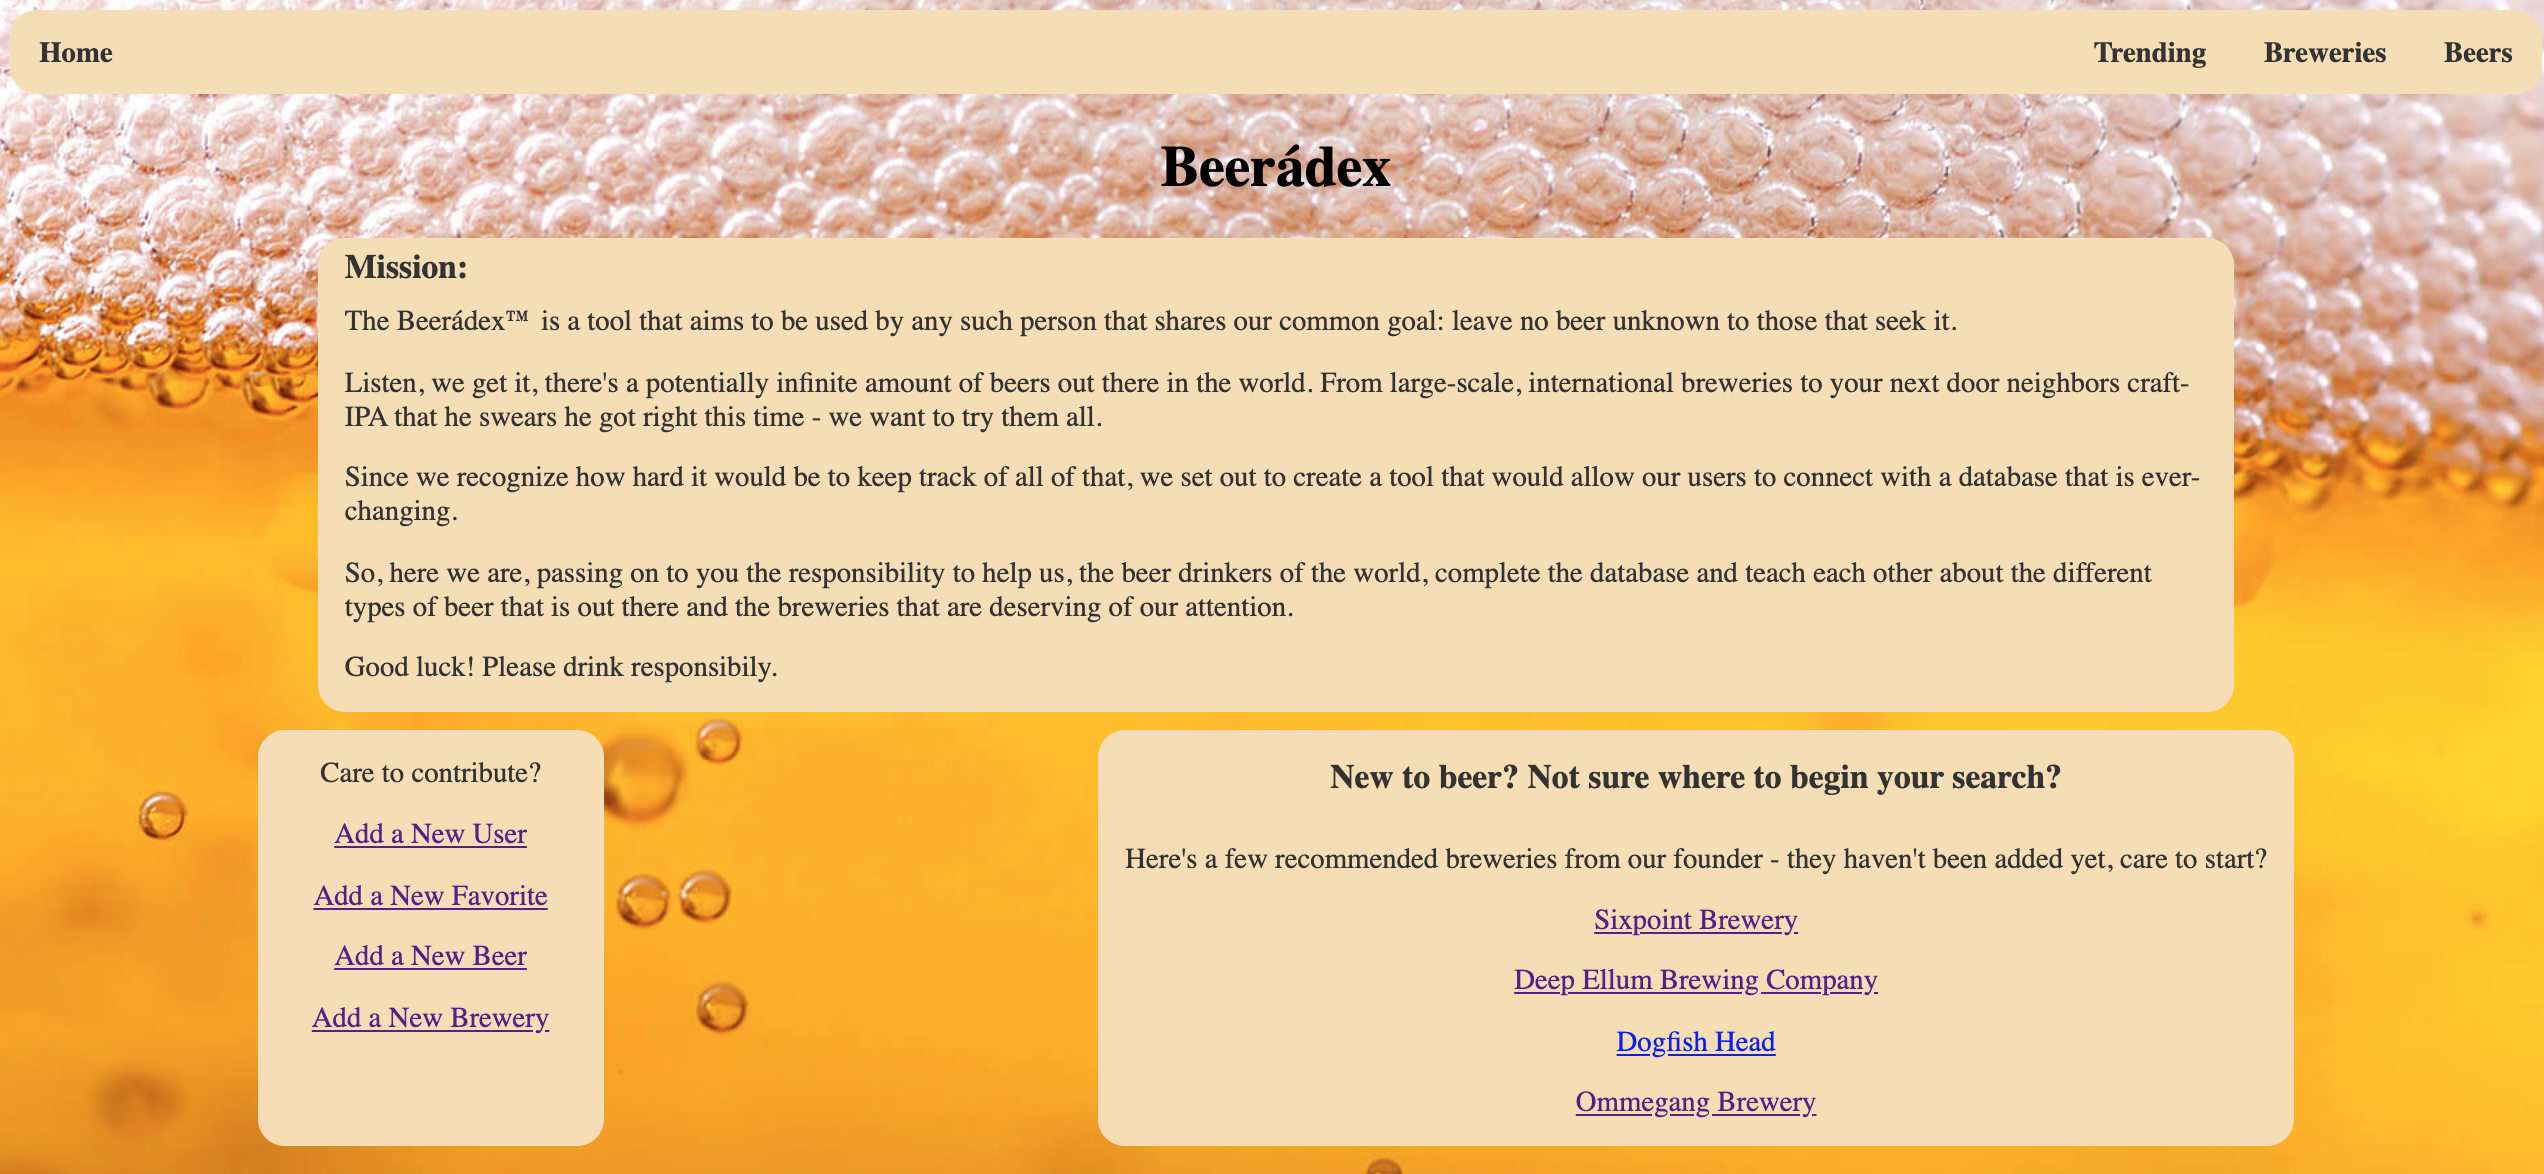 Home
Trending
Breweries
Beers
Beerádex
Mission:
The Beerádex™ is a tool that aims to be used by any such person that shares our common goal: leave no beer unknown to those that seek it.
Listen, we get it, there's a potentially infinite amount of beers out there in the world. From large-scale, international breweries to your next door neighbors craft-
IPA that he swears he got right this time - we want to try them all.
Since we recognize how hard it would be to keep track of all of that, we set out to create a tool that would allow our users to connect with a database that is ever-
changing.
So, here we are, passing on to you the responsibility to help us, the beer drinkers of the world, complete the database and teach each other about the different
types of beer that is out there and the breweries that are deserving of our attention.
Good luck! Please drink responsibily.
Care to contribute?
Add a New User
Add a New Favorite
Add a New Beer
Add a New Brewery
New to beer? Not sure where to begin your search?
Here's a few recommended breweries from our founder - they haven't been added yet, care to start?
Sixpoint Brewery
Deep Ellum Brewing Company
Dogfish Head
Ommegang Brewery